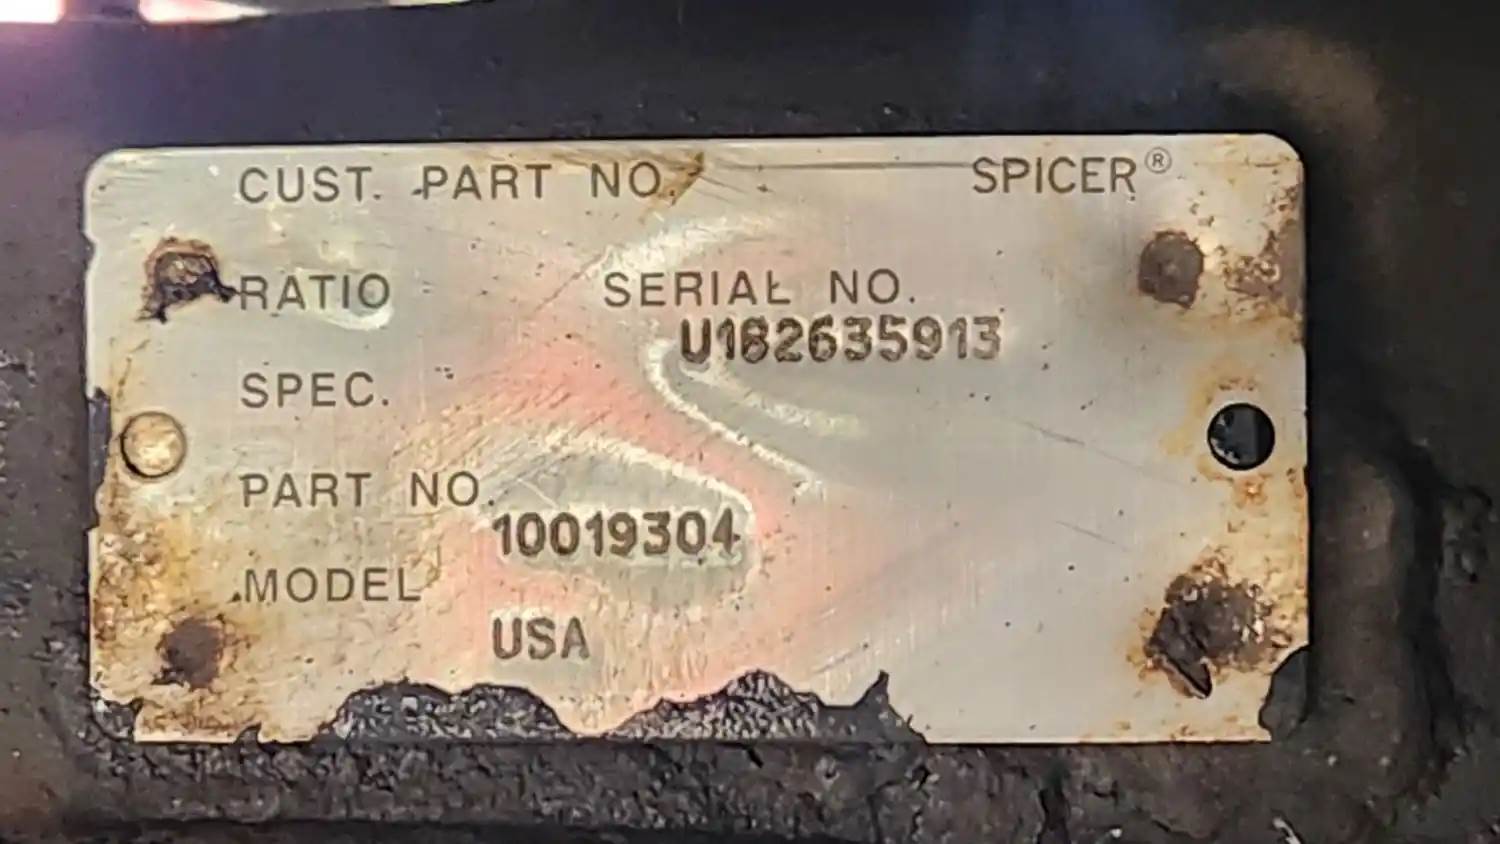 CUST. PART NO. SPICER®
RATIO SERIAL NO.
U182635913
SPEC.
PART NO.
10019304
MODEL
USA